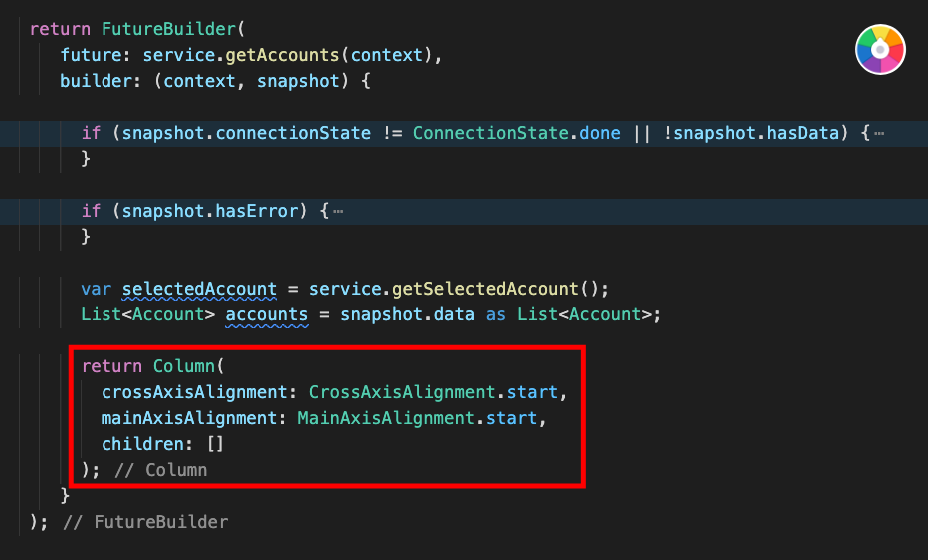 return FutureBuilder(
future: service.getAccounts(context),
builder: (context, snapshot) {
if (snapshot.connectionState != ConnectionState.done || !snapshot.hasData) {⋯
}
if (snapshot.hasError) {⋯
}
var selectedAccount = service.getSelectedAccount();
List<Account> accounts = snapshot.data as List<Account>;
return Column(
crossAxisAlignment: CrossAxisAlignment.start,
mainAxisAlignment: MainAxisAlignment.start,
children: []
); // Column
}
); // FutureBuilder